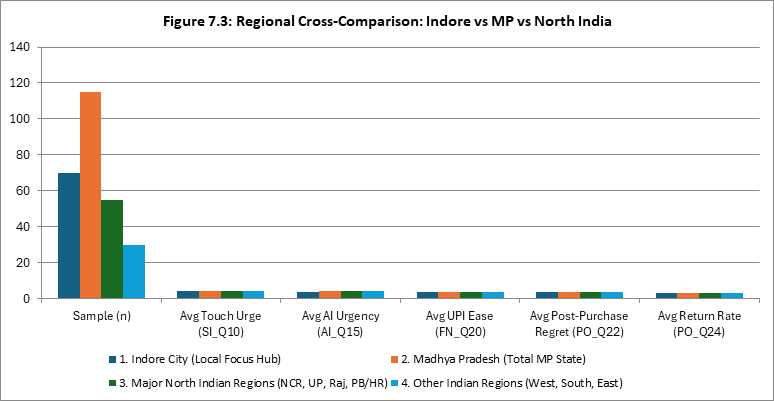 Figure 7.3: Regional Cross-Comparison: Indore vs MP vs North India
140
120
100
80
60
40
20
0
Sample (n)
Avg Touch Urge
(SI_Q10)
Avg AI Urgency
(AI_Q15)
Avg UPI Ease
(FN_Q20)
Avg Post-Purchase
Regret (PO_Q22)
Avg Return Rate
(PO_Q24)
1. Indore City (Local Focus Hub)
2. Madhya Pradesh (Total MP State)
3. Major North Indian Regions (NCR, UP, Raj, PB/HR)
4. Other Indian Regions (West, South, East)